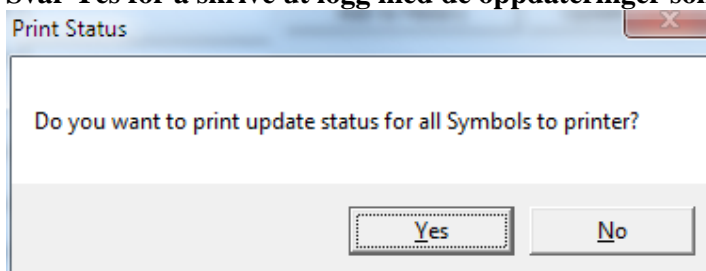 Svar Yes for å skrive ut logg med de oppdateringer som
Print Status
Do you want to print update status for all Symbols to printer?
Yes
No